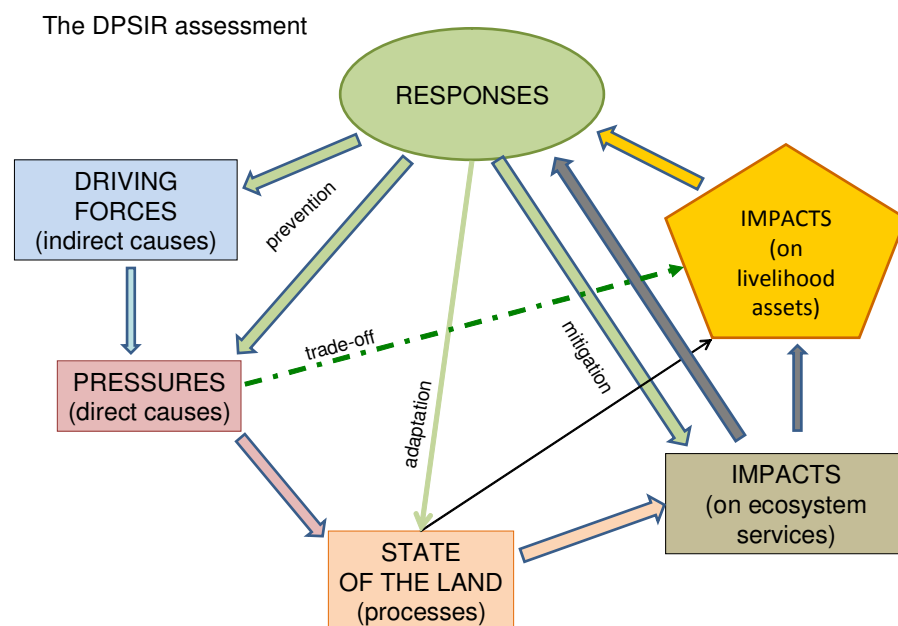 The DPSIR assessment
RESPONSES
DRIVING
FORCES
(indirect causes)
prevention
IMPACTS
(on
livelihood
assets)
trade-off
mitigation
PRESSURES
(direct causes)
adaptation
IMPACTS
(on ecosystem
services)
STATE
OF THE LAND
(processes)